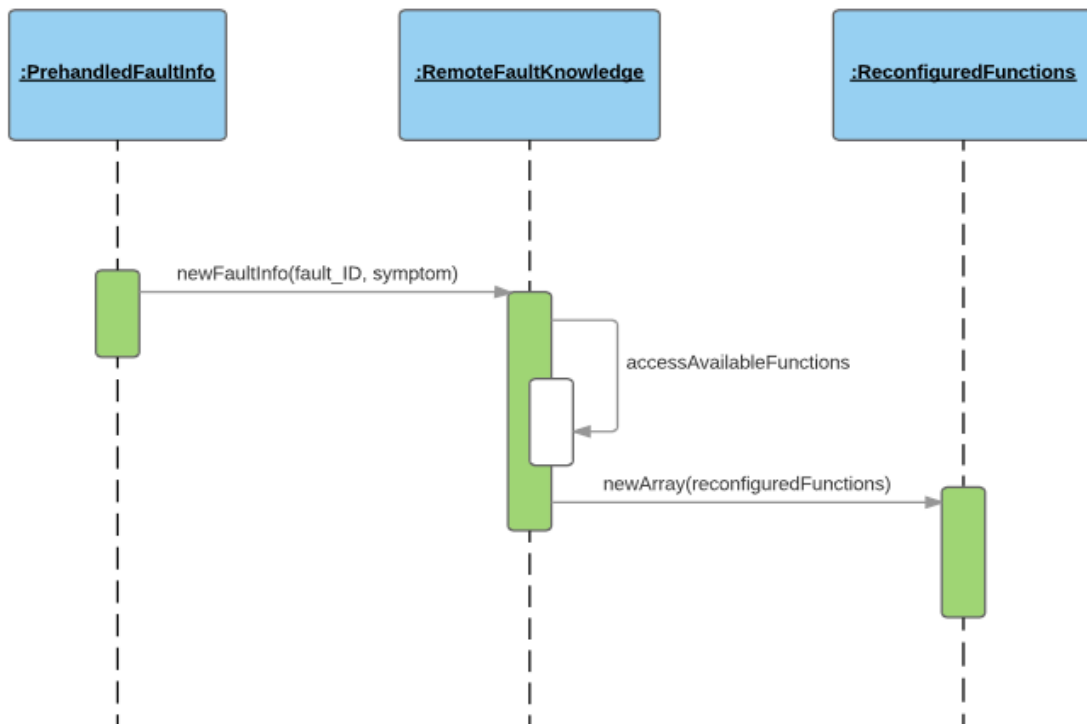 :PrehandledFaultInfo
:RemoteFaultKnowledge
:ReconfiguredFunctions
newFaultInfo(fault_ID, symptom)
accessAvailableFunctions
newArray(reconfiguredFunctions)